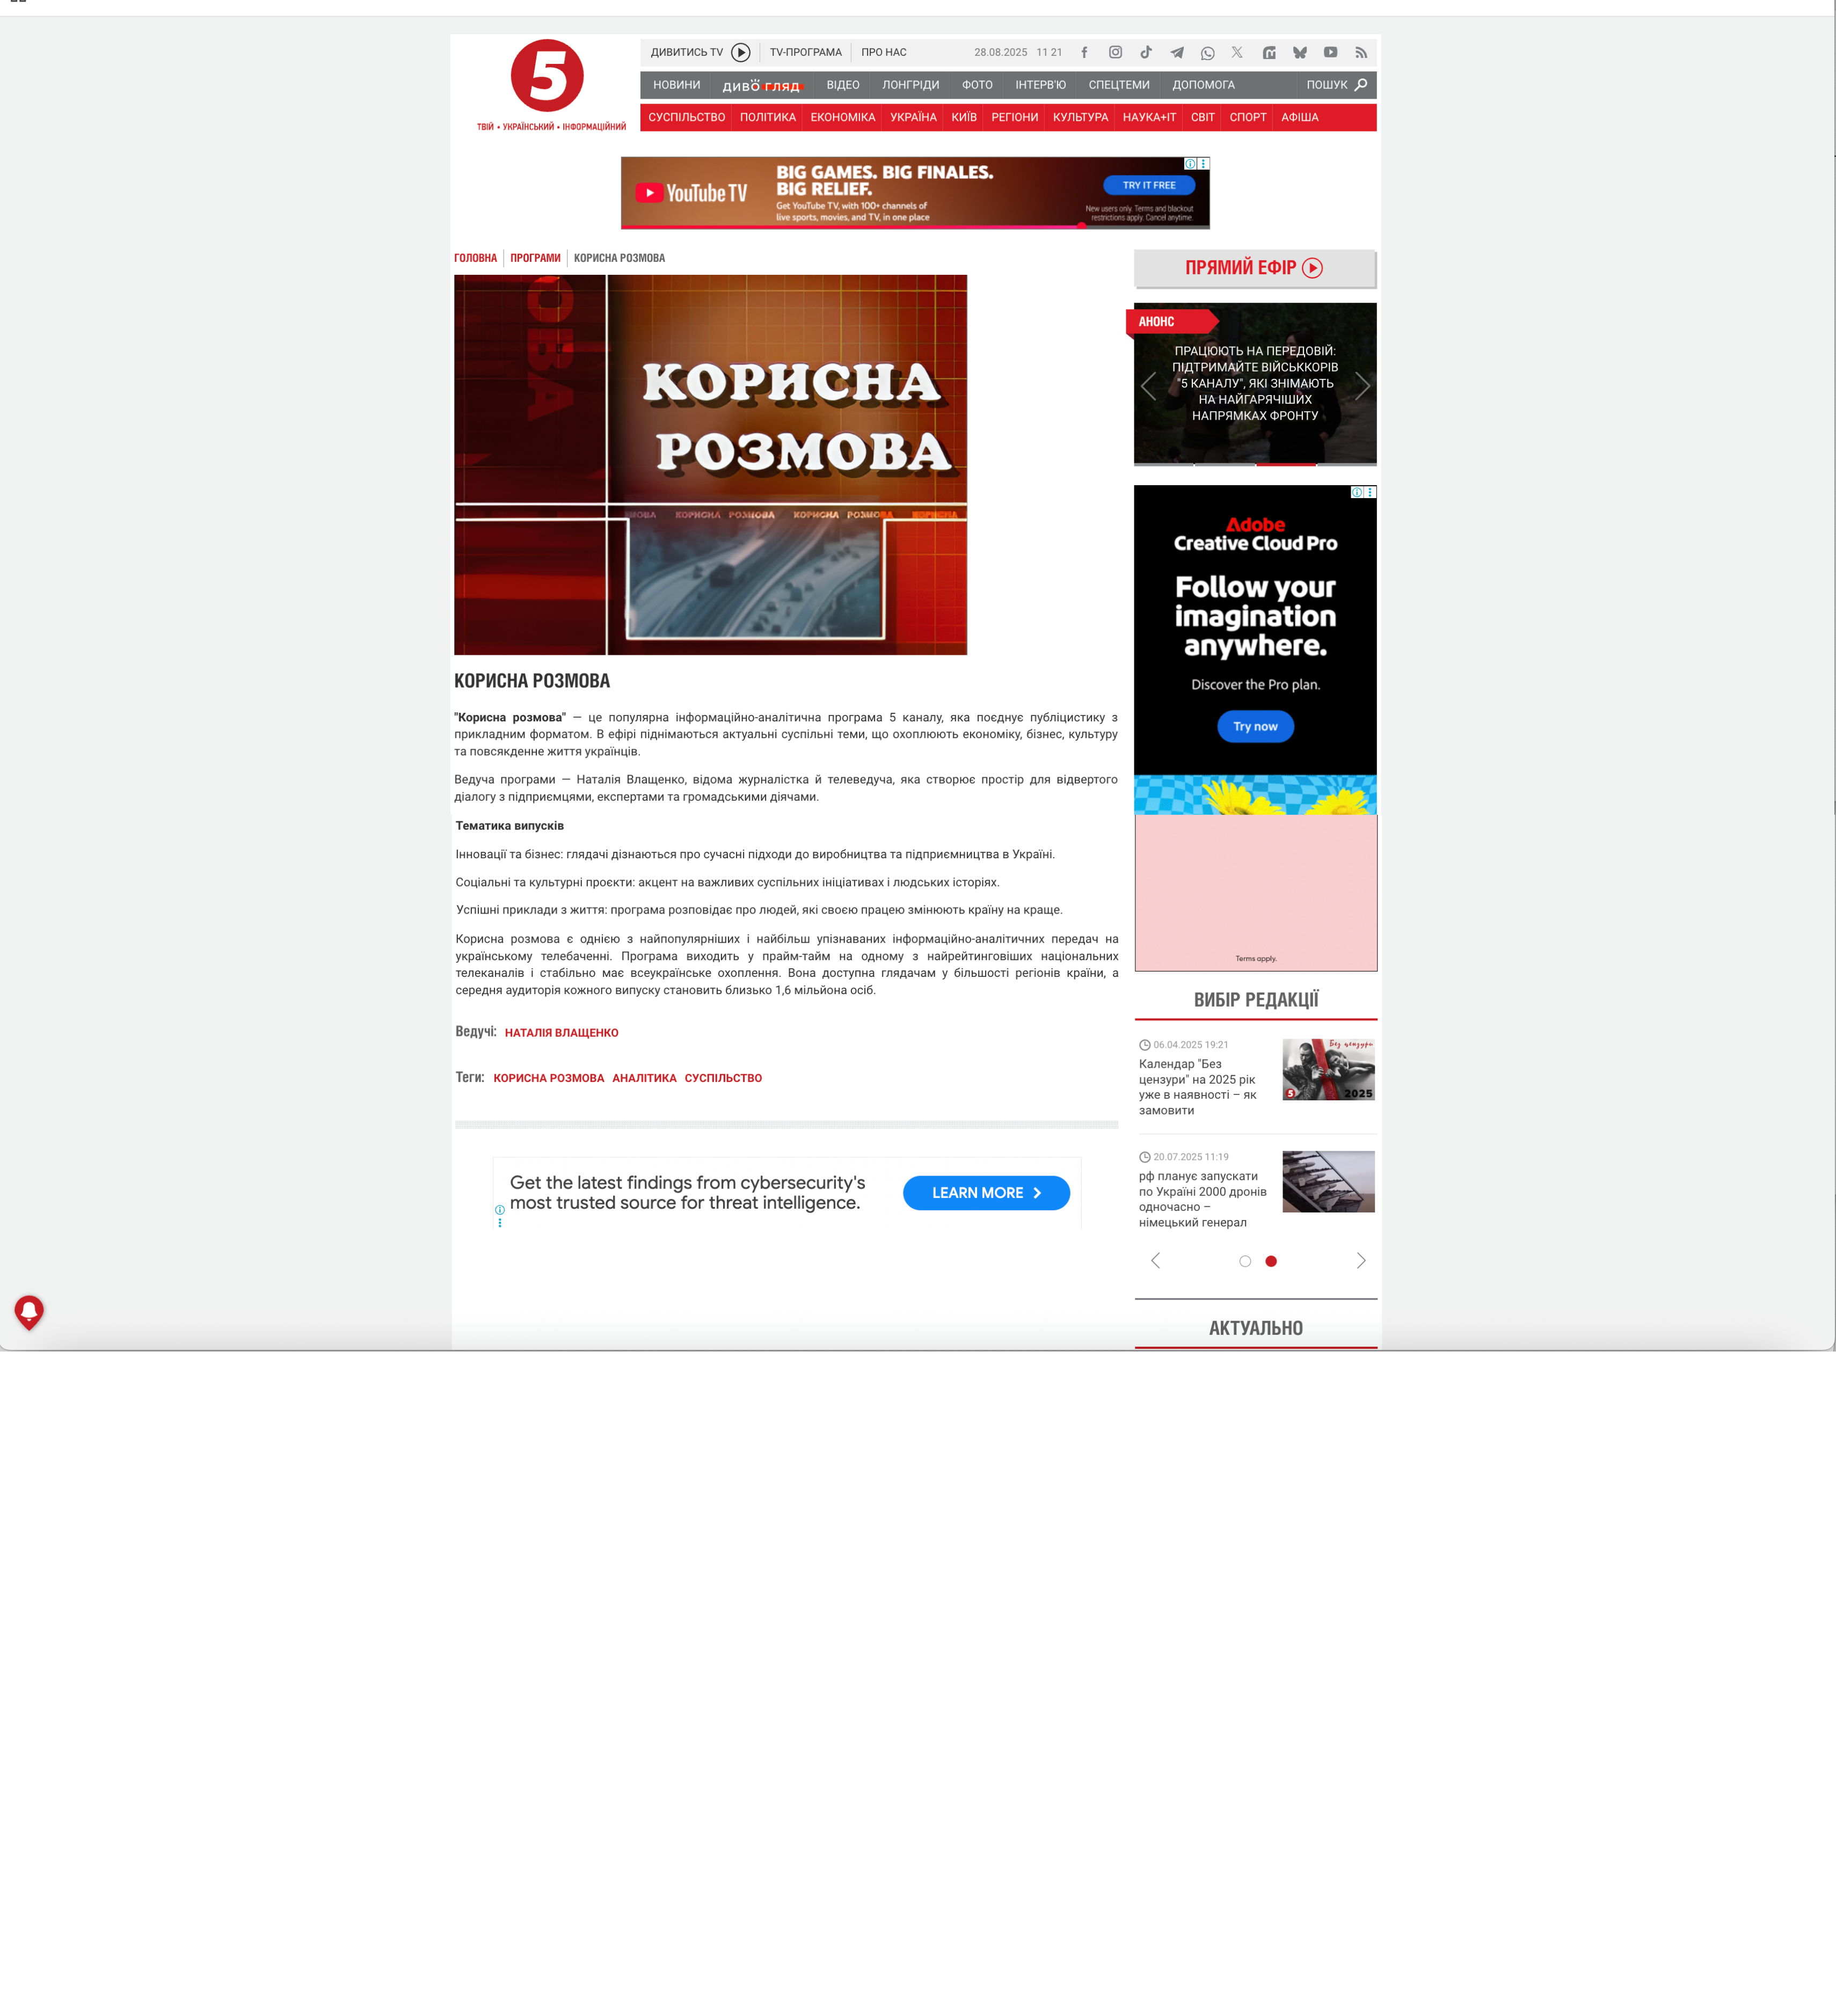 5
ТВІЙ • УКРАЇНСЬКИЙ • ІНФОРМАЦІЙНИЙ
ДИВИТИСЬ TV
TV-ПРОГРАМА
ПРО НАС
28.08.2025 11 21
НОВИНИ
ДИВОГЛЯД
ВІДЕО
ЛОНГРІДИ
ФОТО
ІНТЕРВ'Ю
СПЕЦТЕМИ
ДОПОМОГА
ПОШУК
СУСПІЛЬСТВО
ПОЛІТИКА
ЕКОНОМІКА
УКРАЇНА
КИЇВ
РЕГІОНИ
КУЛЬТУРА
НАУКА+IT
СВІТ
СПОРТ
АФІША
YouTube TV
BIG GAMES. BIG FINALES.
BIG RELIEF.
Get YouTube TV, with 100+ channels of
live sports, movies, and TV, in one place
TRY IT FREE
New users only. Terms and blackout
restrictions apply. Cancel anytime.
ГОЛОВНА
ПРОГРАМИ
КОРИСНА РОЗМОВА
ОВА
КОРИСНА
РОЗМОВА
МОВА КОРИСНА РОЗМОВА КОРИСНА РОЗМОВА КОРИСНА
КОРИСНА РОЗМОВА
"Корисна розмова" — це популярна інформаційно-аналітична програма 5 каналу, яка поєднує публіцистику з
прикладним форматом. В ефірі піднімаються актуальні суспільні теми, що охоплюють економіку, бізнес, культуру
та повсякденне життя українців.
Ведуча програми — Наталія Влащенко, відома журналістка й телеведуча, яка створює простір для відвертого
діалогу з підприємцями, експертами та громадськими діячами.
Тематика випусків
Інновації та бізнес: глядачі дізнаються про сучасні підходи до виробництва та підприємництва в Україні.
Соціальні та культурні проєкти: акцент на важливих суспільних ініціативах і людських історіях.
Успішні приклади з життя: програма розповідає про людей, які своєю працею змінюють країну на краще.
Корисна розмова є однією з найпопулярніших і найбільш упізнаваних інформаційно-аналітичних передач на
українському телебаченні. Програма виходить у прайм-тайм на одному з найрейтинговіших національних
телеканалів і стабільно має всеукраїнське охоплення. Вона доступна глядачам у більшості регіонів країни, а
середня аудиторія кожного випуску становить близько 1,6 мільйона осіб.
Ведучі: НАТАЛІЯ ВЛАЩЕНКО
Теги: КОРИСНА РОЗМОВА АНАЛІТИКА СУСПІЛЬСТВО
Get the latest findings from cybersecurity's
most trusted source for threat intelligence.
LEARN MORE
ПРЯМИЙ ЕФІР
АНОНС
ПРАЦЮЮТЬ НА ПЕРЕДОВІЙ:
ПІДТРИМАЙТЕ ВІЙСЬККОРІВ
"5 КАНАЛУ", ЯКІ ЗНІМАЮТЬ
НА НАЙГАРЯЧІШИХ
НАПРЯМКАХ ФРОНТУ
Adobe
Creative Cloud Pro
Follow your
imagination
anywhere.
Discover the Pro plan.
Try now
Terms apply.
ВИБІР РЕДАКЦІЇ
06.04.2025 19:21
Календар "Без
цензури" на 2025 рік
уже в наявності – як
замовити
Без цензури
5
2025
20.07.2025 11:19
рф планує запускати
по Україні 2000 дронів
одночасно –
німецький генерал
АКТУАЛЬНО